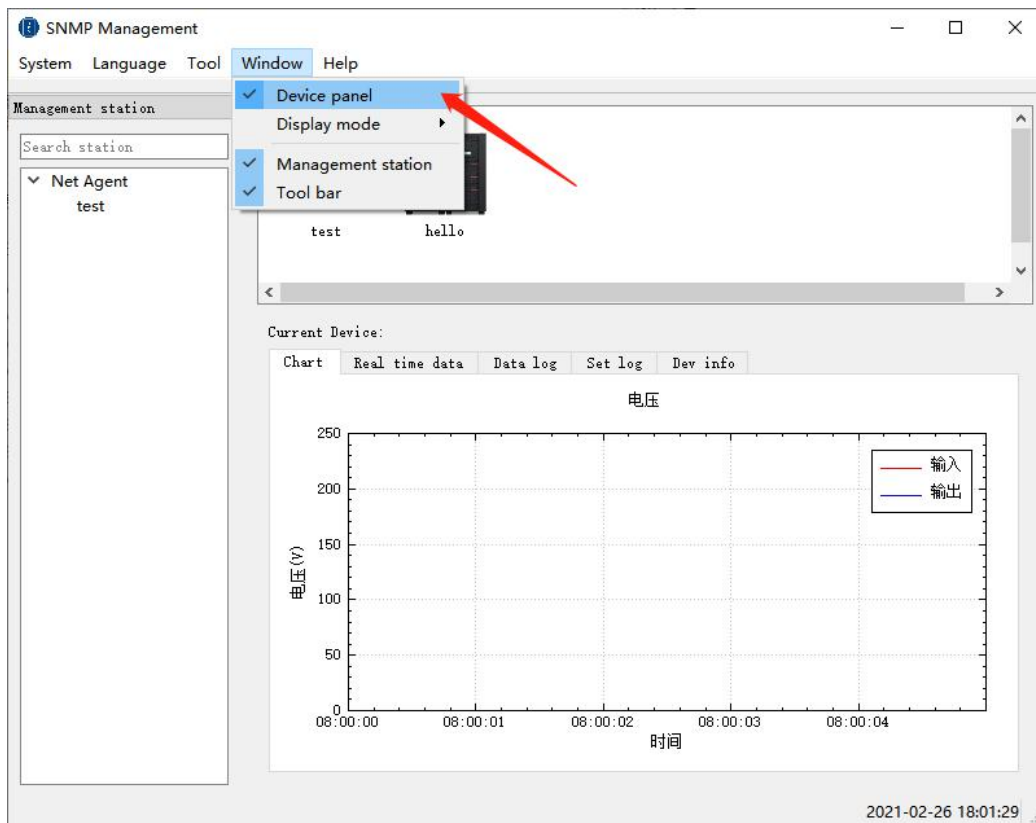 SNMP Management
System Language Tool Window Help
Management station
Search station
Net Agent
test
Device panel
Display mode
Management station
Tool bar
test hello
Current Device:
Chart Real time data Data log Set log Dev info
电压
250
200
150
100
50
0
电压(V)
输入
输出
08:00:00 08:00:01 08:00:02 08:00:03 08:00:04
时间
2021-02-26 18:01:29